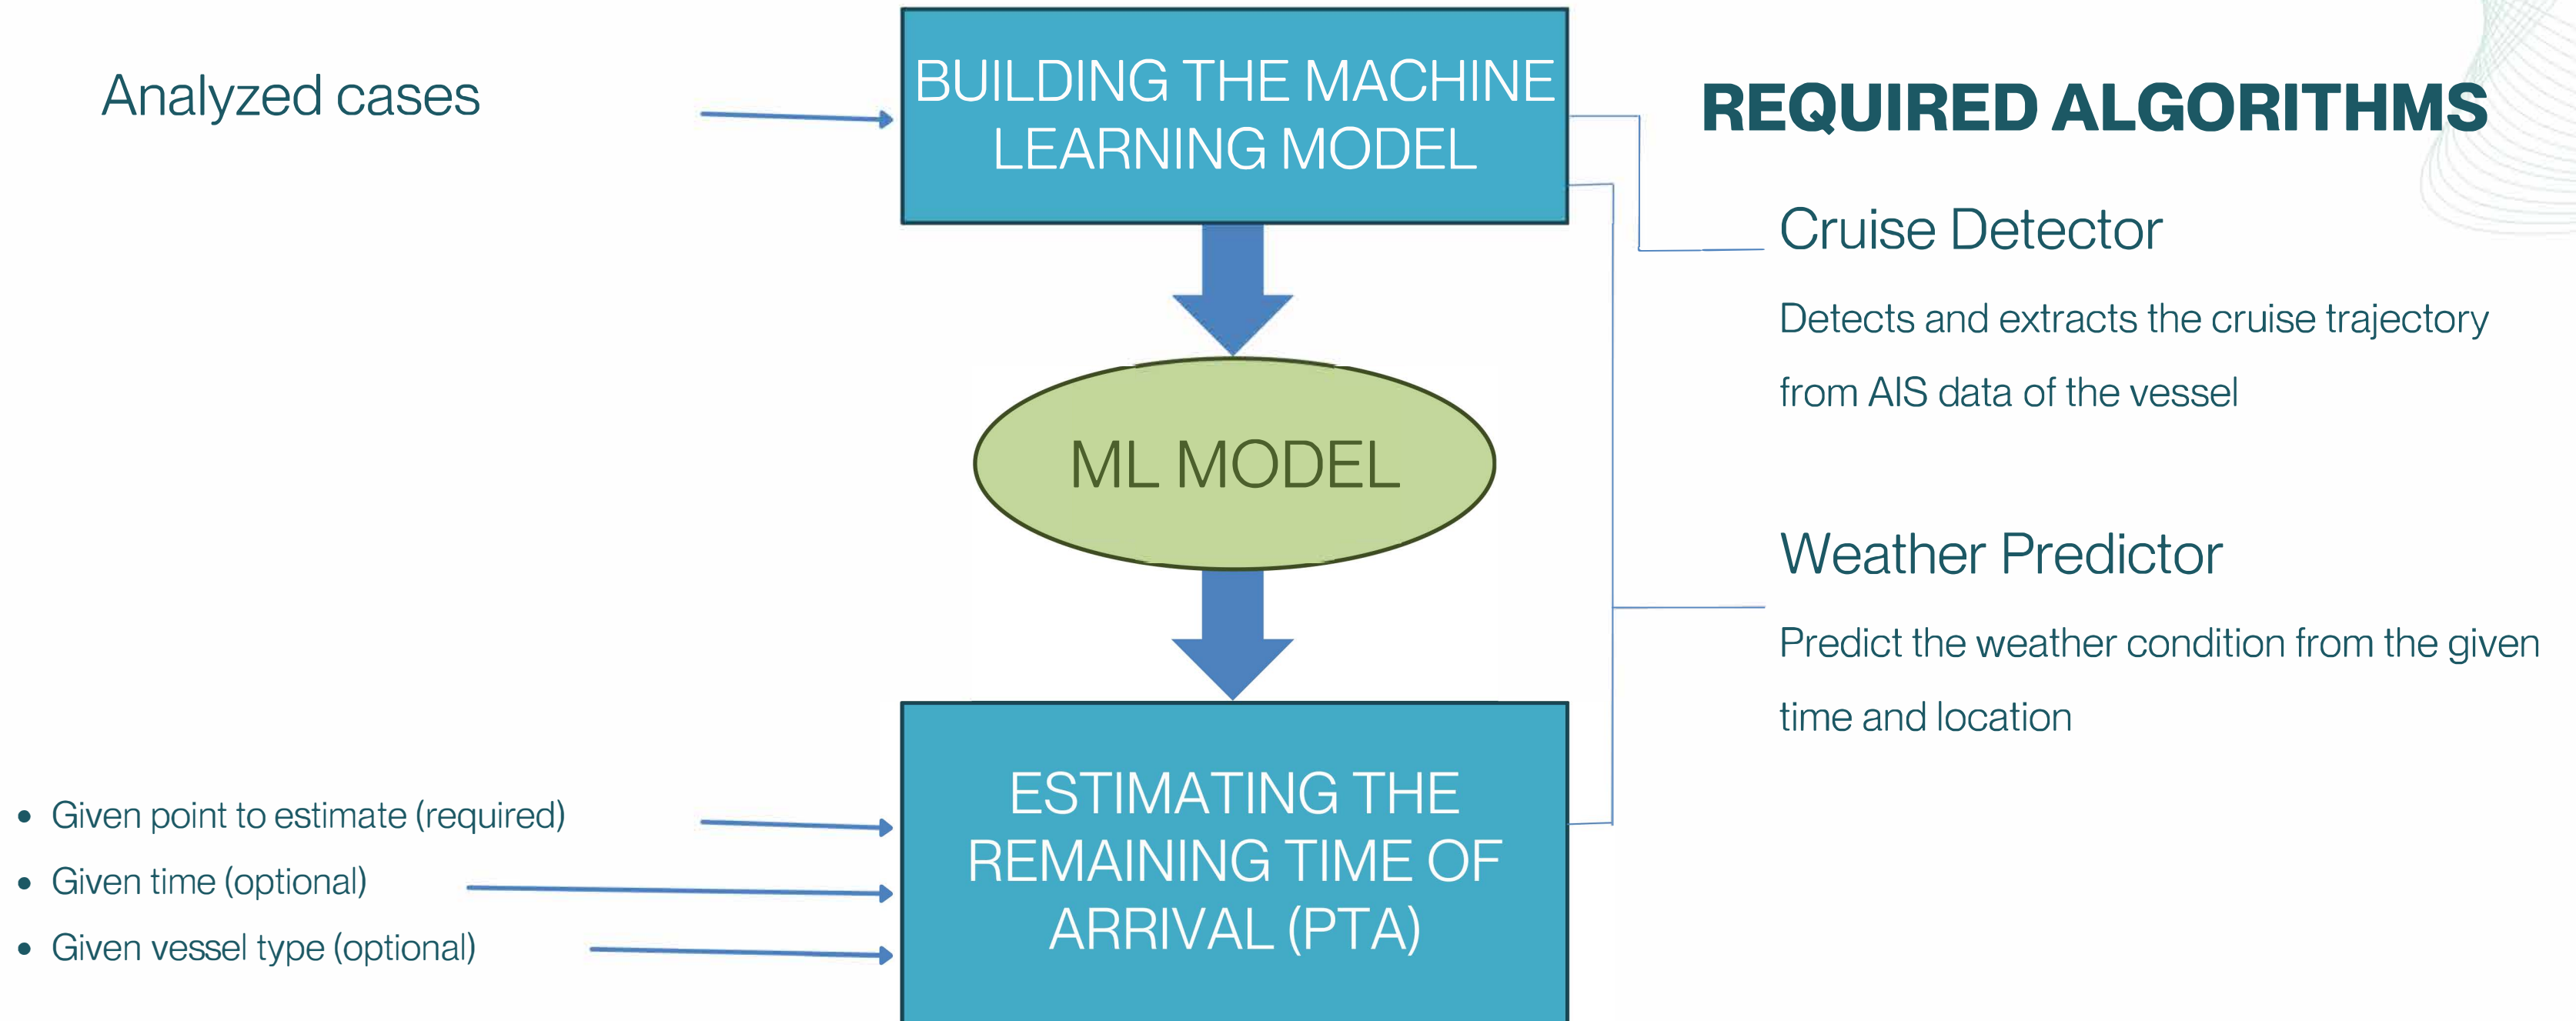 Analyzed cases
BUILDING THE MACHINE
LEARNING MODEL
REQUIRED ALGORITHMS
Cruise Detector
Detects and extracts the cruise trajectory
from AIS data of the vessel
ML MODEL
Weather Predictor
Predict the weather condition from the given
time and location
• Given point to estimate (required)
• Given time (optional)
• Given vessel type (optional)
ESTIMATING THE
REMAINING TIME OF
ARRIVAL (PTA)